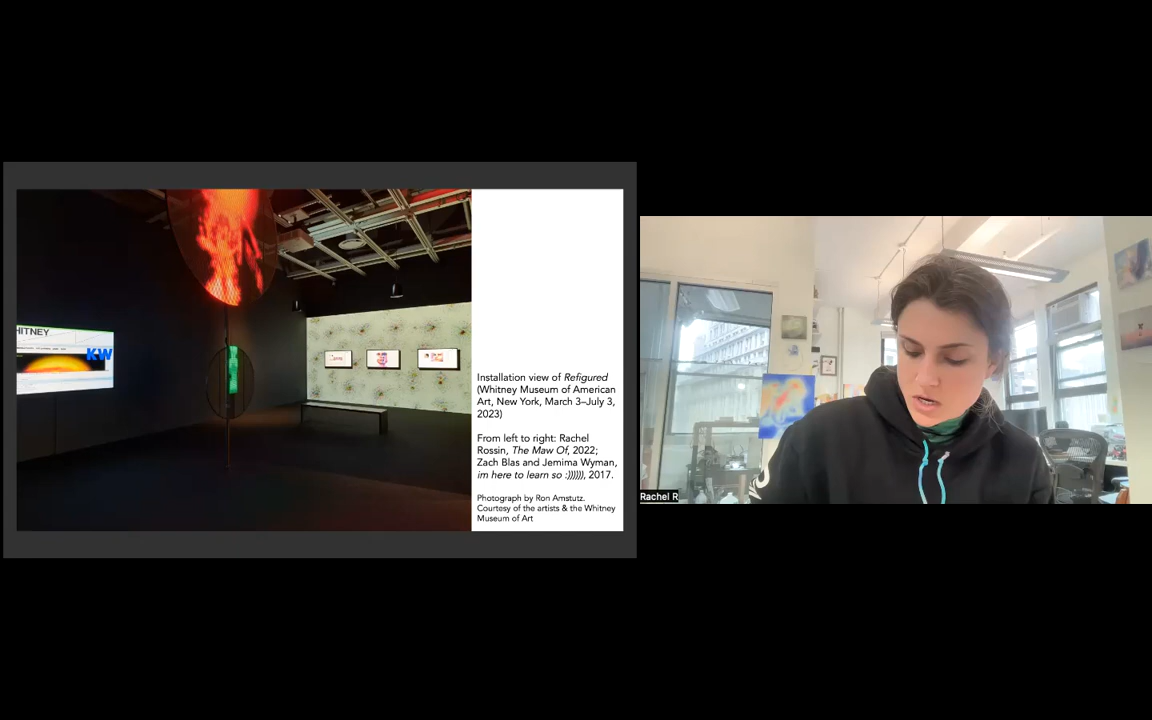 HITNEY
KW
Installation view of Refigured
(Whitney Museum of American
Art, New York, March 3–July 3,
2023)
From left to right: Rachel
Rossin, The Maw Of, 2022;
Zach Blas and Jemima Wyman,
im here to learn so :)))))), 2017.
Photograph by Ron Amstutz.
Courtesy of the artists & the Whitney
Museum of Art
Rachel R